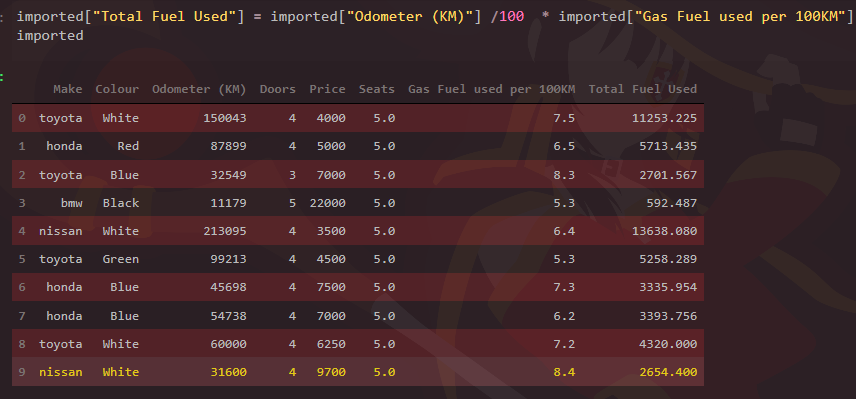 : imported["Total Fuel Used"] = imported["Odometer (KM)"] /100  * imported["Gas Fuel used per 100KM"]
imported
:
Make Colour Odometer (KM) Doors Price Seats Gas Fuel used per 100KM Total Fuel Used
0 toyota White 150043 4 4000 5.0 7.5 11253.225
1 honda Red 87899 4 5000 5.0 6.5 5713.435
2 toyota Blue 32549 3 7000 5.0 8.3 2701.567
3 bmw Black 11179 5 22000 5.0 5.3 592.487
4 nissan White 213095 4 3500 5.0 6.4 13638.080
5 toyota Green 99213 4 4500 5.0 5.3 5258.289
6 honda Blue 45698 4 7500 5.0 7.3 3335.954
7 honda Blue 54738 4 7000 5.0 6.2 3393.756
8 toyota White 60000 4 6250 5.0 7.2 4320.000
9 nissan White 31600 4 9700 5.0 8.4 2654.400